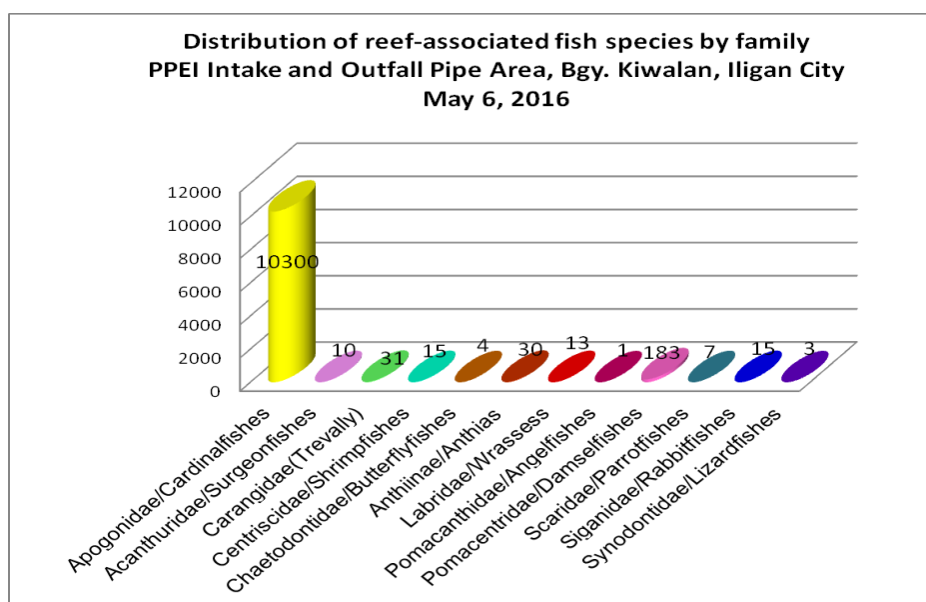 Distribution of reef-associated fish species by family
PPEI Intake and Outfall Pipe Area, Bgy. Kiwalan, Iligan City
May 6, 2016
12000
10000
8000
6000
4000
2000
0
10300
10
31
15
4
30
13
1
183
7
15
3
Apogonidae/Cardinalfishes
Acanthuridae/Surgeonfishes
Carangidae(Trevally)
Centriscidae/Shrimpfishes
Chaetodontidae/Butterflyfishes
Anthiinae/Anthias
Labridae/Wrassess
Pomacanthidae/Angelfishes
Pomacentridae/Damselfishes
Scaridae/Parrotfishes
Siganidae/Rabbitfishes
Synodontidae/Lizardfishes